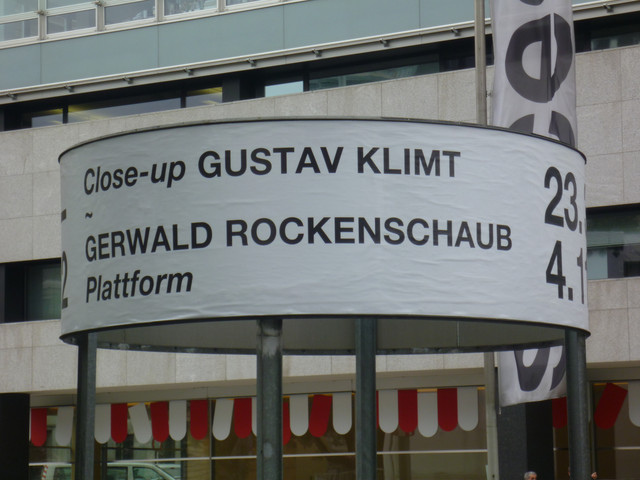 Close-up GUSTAV KLIMT
~
GERWALD ROCKENSCHAUB
Plattform
23.
4.1